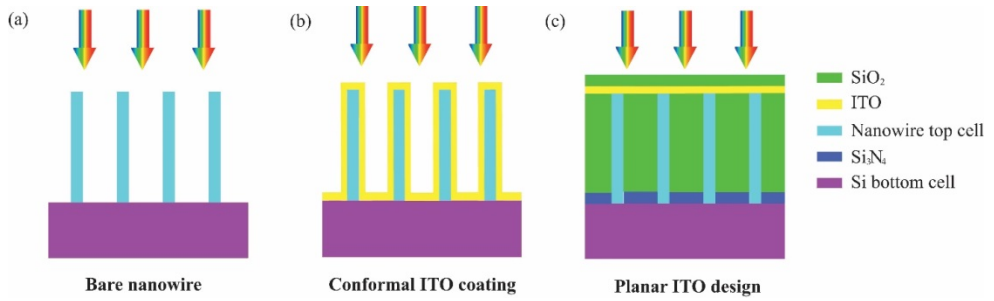 (a)
(b)
(c)
SiO₂
ITO
Nanowire top cell
Si₃N₄
Si bottom cell
Bare nanowire
Conformal ITO coating
Planar ITO design